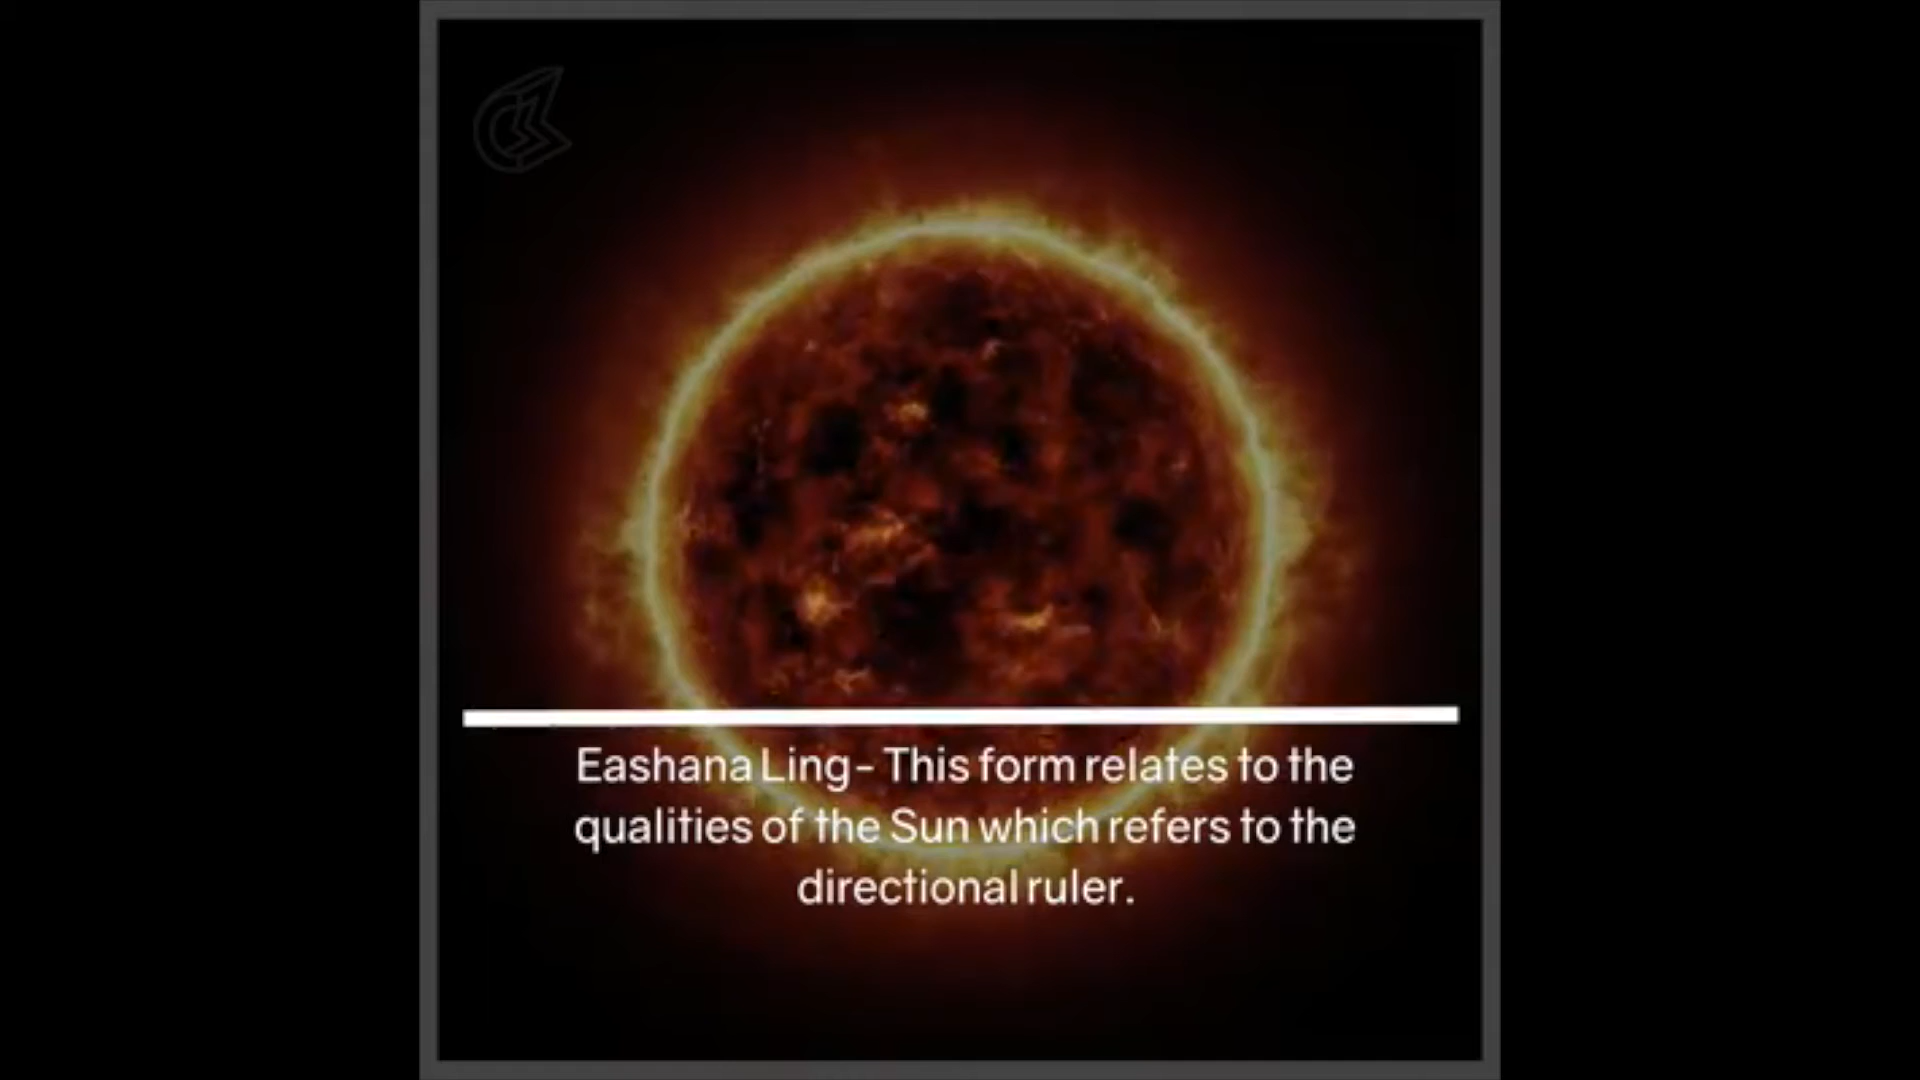 Eashana Ling- This form relates to the
qualities of the Sun which refers to the
directional ruler.